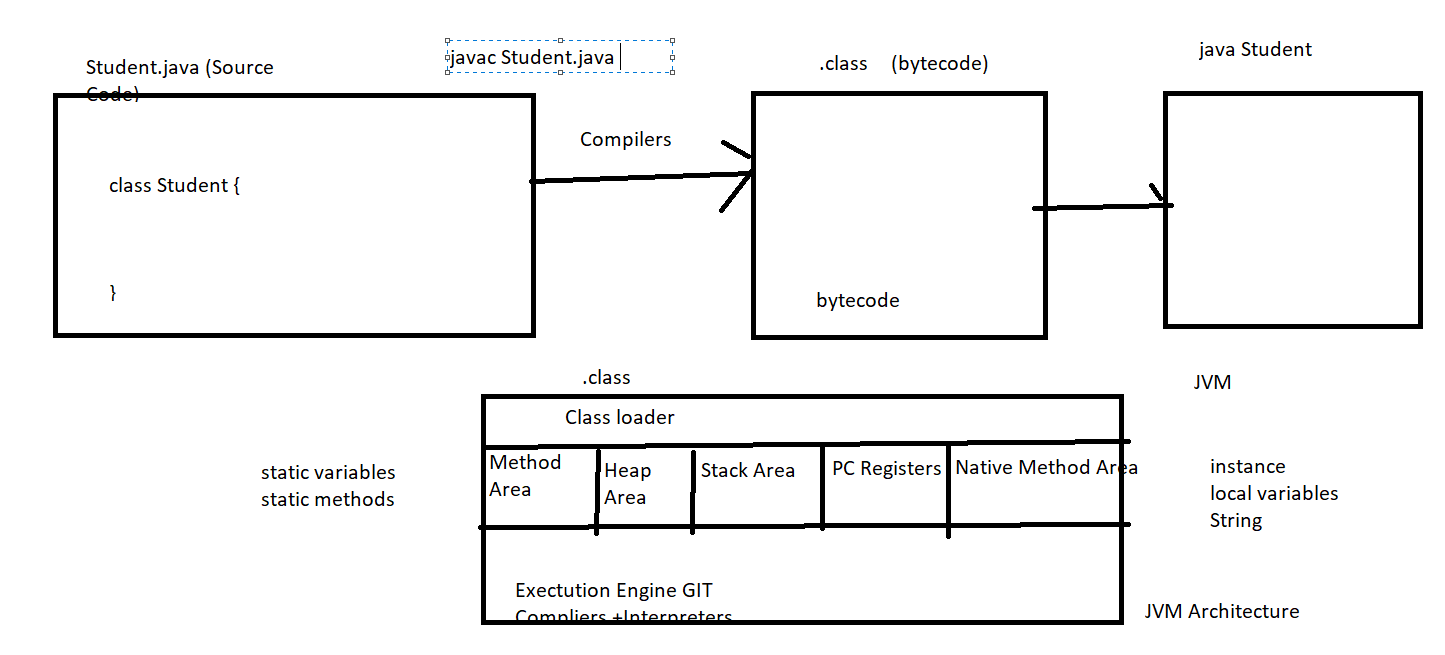 Student.java (Source
Code)
javac Student.java
.class (bytecode)
java Student
Compilers
class Student {
}
bytecode
.class
JVM
Class loader
Method
Area
Heap
Area
Stack Area
PC Registers
Native Method Area
static variables
static methods
instance
local variables
String
Exectution Engine GIT
Compliers +Interpreters
JVM Architecture